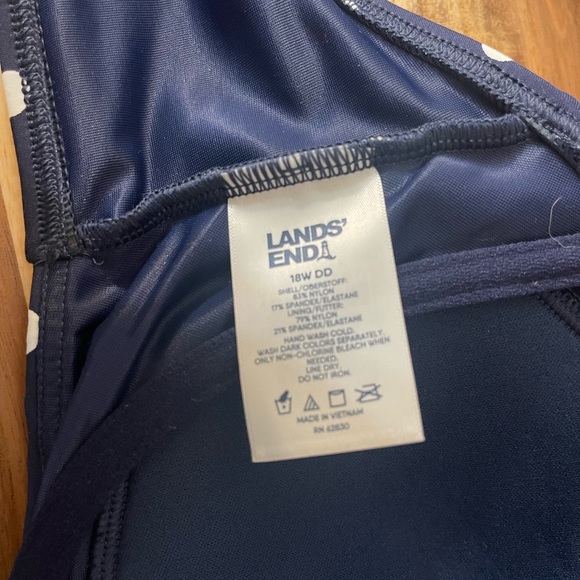 LANDS'
END
18W DD
SHELL/OBERSTOFF:
83% NYLON
17% SPANDEX/ELASTANE
LINING/FUTTER:
79% NYLON
21% SPANDEX/ELASTANE
HAND WASH COLD.
WASH DARK COLORS SEPARATELY.
ONLY NON-CHLORINE BLEACH WHEN
NEEDED.
LINE DRY.
DO NOT IRON.
MADE IN VIETNAM
RN 62830